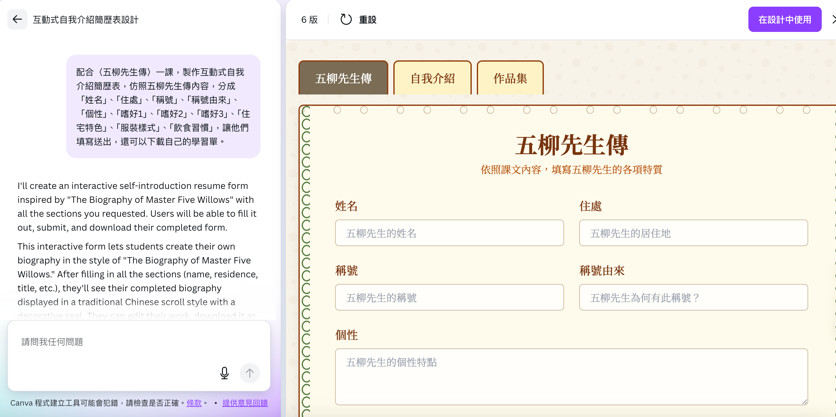 互動式自我介紹簡歷表設計
6 版
重設
在設計中使用
配合〈五柳先生傳〉一課，製作互動式自我
介紹簡歷表，仿照五柳先生傳內容，分成
「姓名」、「住處」、「稱號」、「稱號由來」、
「個性」、「嗜好1」、「嗜好2」、「嗜好3」、「住
宅特色」、「服裝樣式」、「飲食習慣」，讓他們
填寫送出，還可以下載自己的學習單。
I'll create an interactive self-introduction resume form
inspired by "The Biography of Master Five Willows" with
all the sections you requested. Users will be able to fill it
out, submit, and download their completed form.
This interactive form lets students create their own
biography in the style of "The Biography of Master Five
Willows." After filling in all the sections (name, residence,
title, etc.), they'll see their completed biography
displayed in a traditional Chinese scroll style with a
decorative seal. They can edit their work, download it as
請問我任何問題
Canva 程式建立工具可能會犯錯，請檢查是否正確。條款。 • 提供意見回饋
五柳先生傳
自我介紹
作品集
五柳先生傳
依照課文內容，填寫五柳先生的各項特質
姓名
住處
五柳先生的姓名
五柳先生的居住地
稱號
稱號由來
五柳先生的稱號
五柳先生為何有此稱號？
個性
五柳先生的個性特點